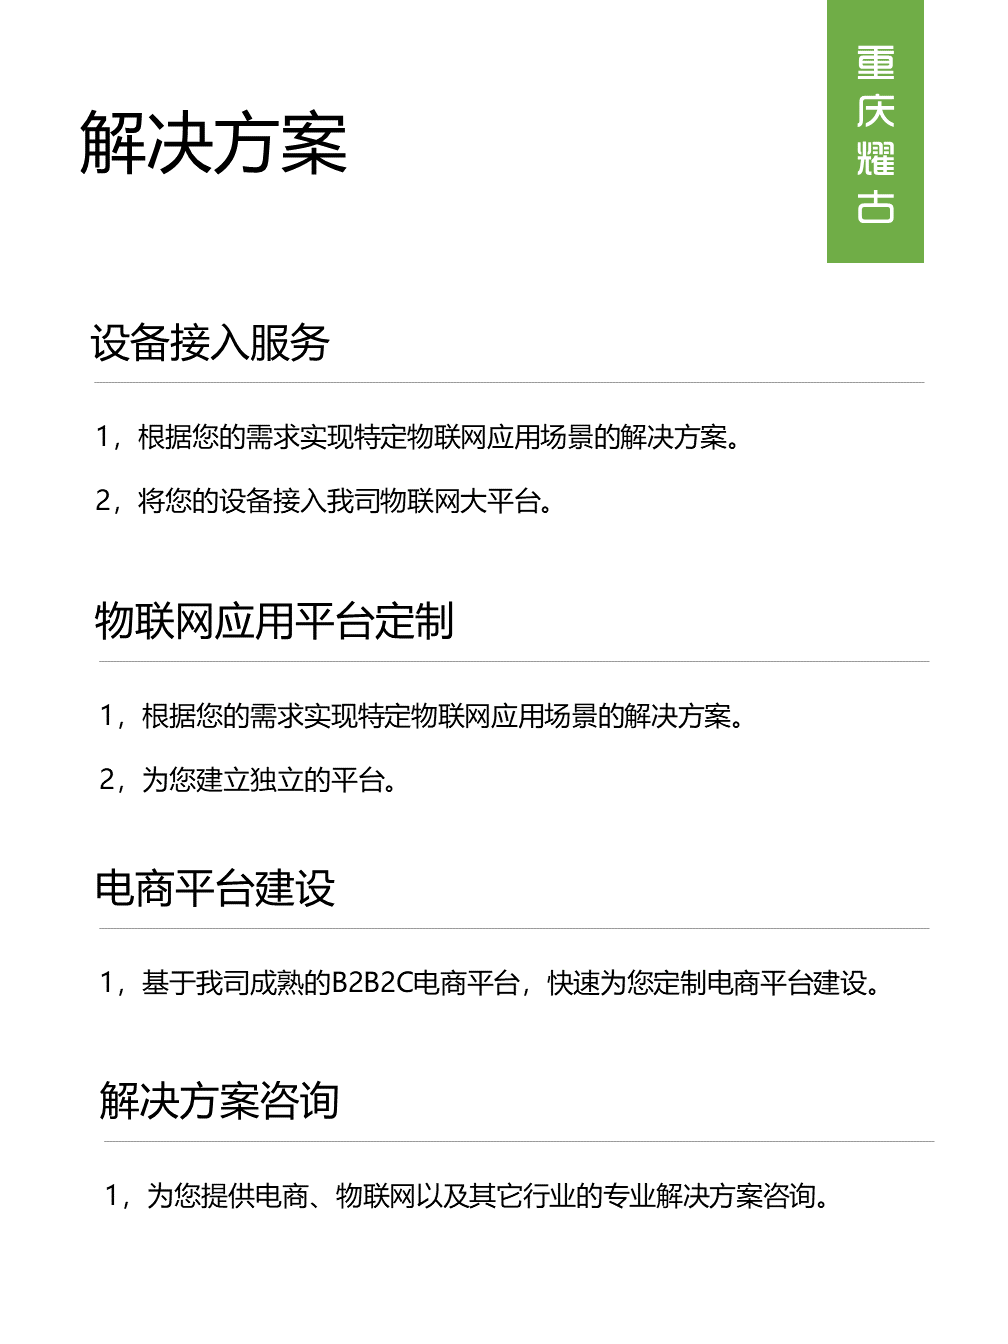 重庆耀古
解决方案
设备接入服务
1，根据您的需求实现特定物联网应用场景的解决方案。
2，将您的设备接入我司物联网大平台。
物联网应用平台定制
1，根据您的需求实现特定物联网应用场景的解决方案。
2，为您建立独立的平台。
电商平台建设
1，基于我司成熟的B2B2C电商平台，快速为您定制电商平台建设。
解决方案咨询
1，为您提供电商、物联网以及其它行业的专业解决方案咨询。